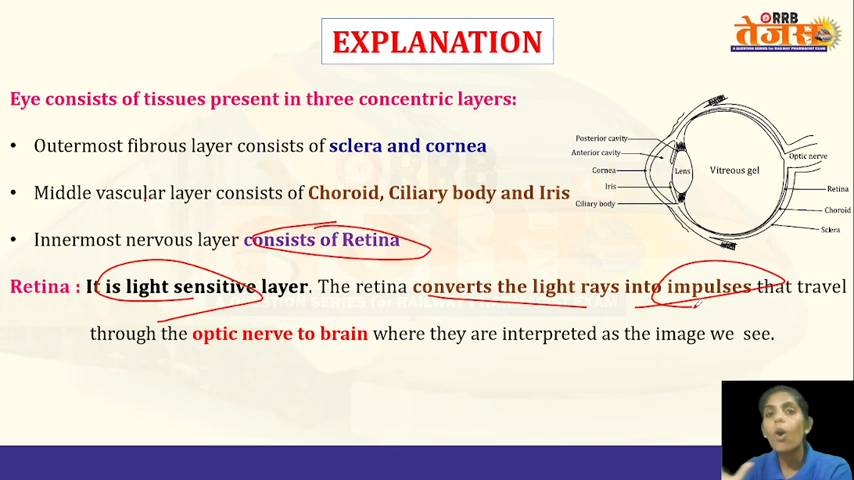 EXPLANATION
RRB
तेजस
A QUESTION SERIES for RAILWAY PHARMACIST EXAM
Eye consists of tissues present in three concentric layers:
• Outermost fibrous layer consists of sclera and cornea
• Middle vascular layer consists of Choroid, Ciliary body and Iris
• Innermost nervous layer consists of Retina
Retina : It is light sensitive layer. The retina converts the light rays into impulses that travel
through the optic nerve to brain where they are interpreted as the image we see.
Posterior cavity
Anterior cavity
Cornea
Iris
Ciliary body
Lens
Vitreous gel
Optic nerve
Retina
Choroid
Sclera
RRB